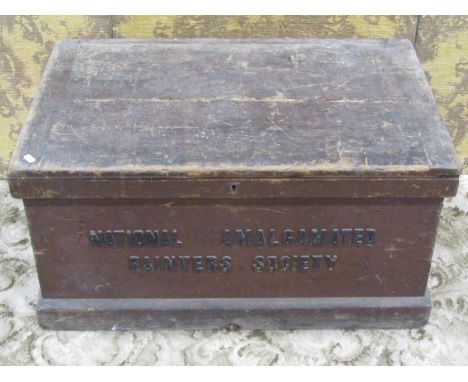 NATIONAL AMALGAMATED
PAINTERS SOCIETY